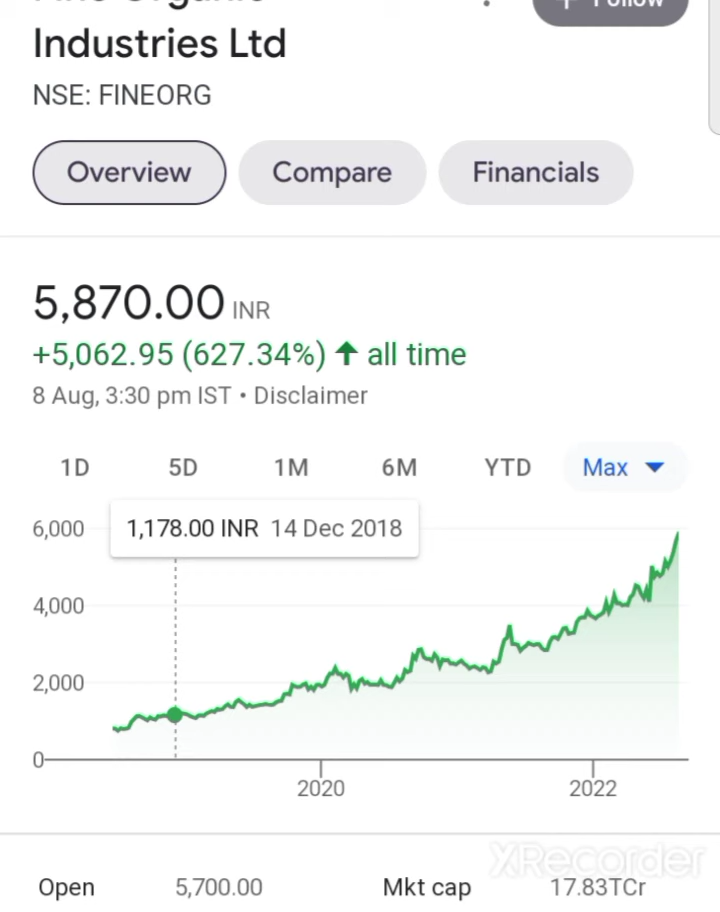 Industries Ltd
Follow
NSE: FINEORG
Overview Compare Financials
5,870.00 INR
+5,062.95 (627.34%) ↑ all time
8 Aug, 3:30 pm IST • Disclaimer
1D 5D 1M 6M YTD Max
1,178.00 INR 14 Dec 2018
6,000
4,000
2,000
0
2020 2022
XRecorder
Open 5,700.00 Mkt cap 17.83TCr